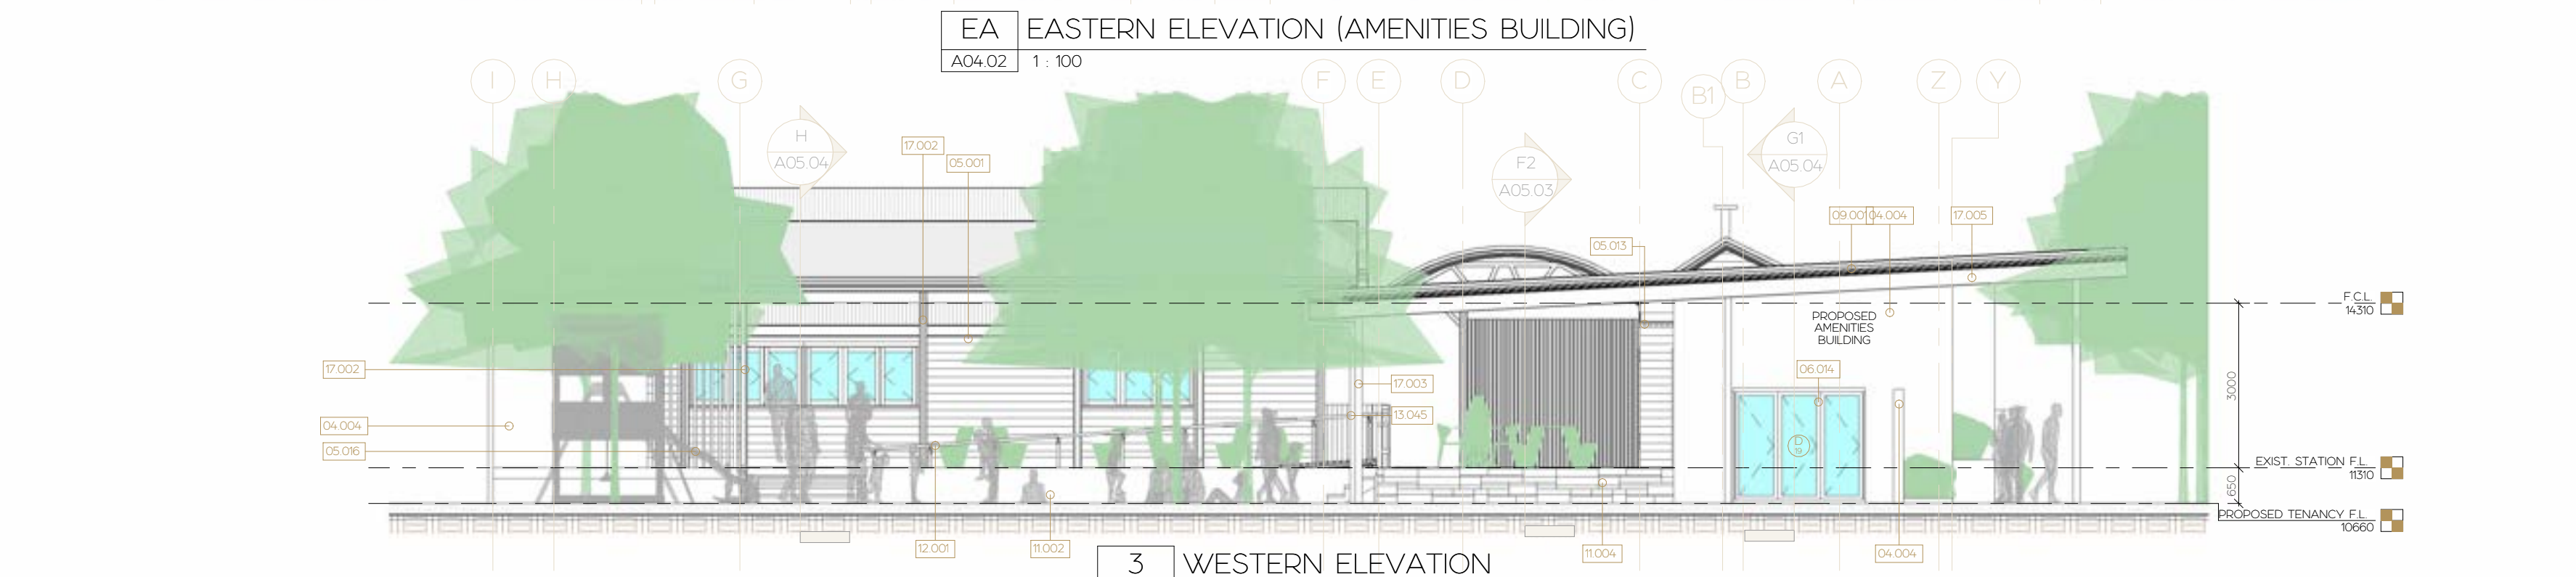 EA EASTERN ELEVATION (AMENITIES BUILDING)
A04.02 1 : 100
I H G F E D C B1 B A Z Y
H
A05.04
17.002
05.001
F2
A05.03
G1
A05.04
05.013
09.001
04.004
17.005
F.C.L.
14310
PROPOSED
AMENITIES
BUILDING
17.002
06.014
17.003
3000
13.045
04.004
05.016
D
19
EXIST. STATION F.L.
11310
650
PROPOSED TENANCY F.L.
10660
12.001
11.002
11.004
04.004
3 WESTERN ELEVATION